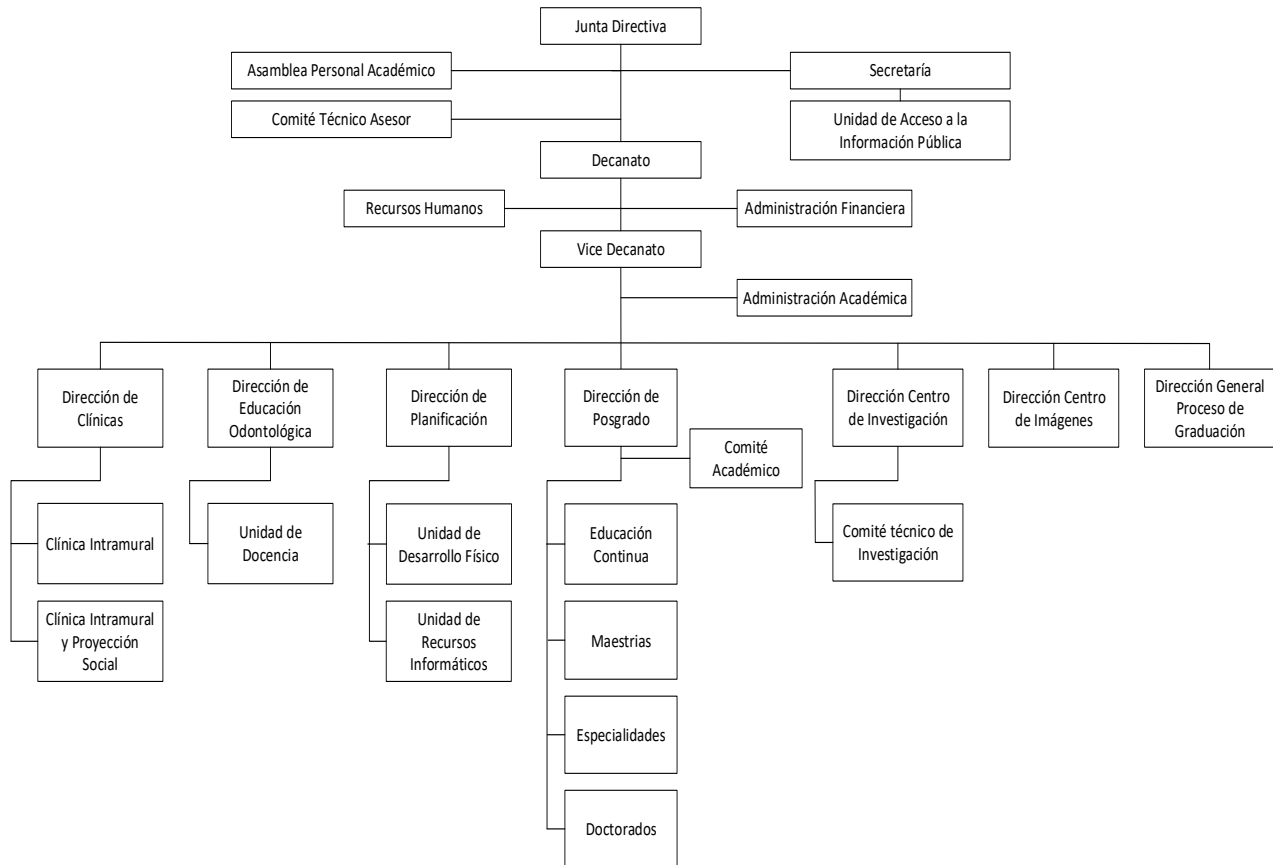 Junta Directiva
Asamblea Personal Académico
Secretaría
Comité Técnico Asesor
Unidad de Acceso a la
Información Pública
Decanato
Recursos Humanos
Administración Financiera
Vice Decanato
Administración Académica
Dirección de
Clínicas
Dirección de
Educación
Odontológica
Dirección de
Planificación
Dirección de
Posgrado
Dirección Centro
de Investigación
Dirección Centro
de Imágenes
Dirección General
Proceso de
Graduación
Comité
Académico
Clínica Intramural
Unidad de
Docencia
Unidad de
Desarrollo Físico
Educación
Continua
Comité técnico de
Investigación
Clínica Intramural
y Proyección
Social
Unidad de
Recursos
Informáticos
Maestrias
Especialidades
Doctorados